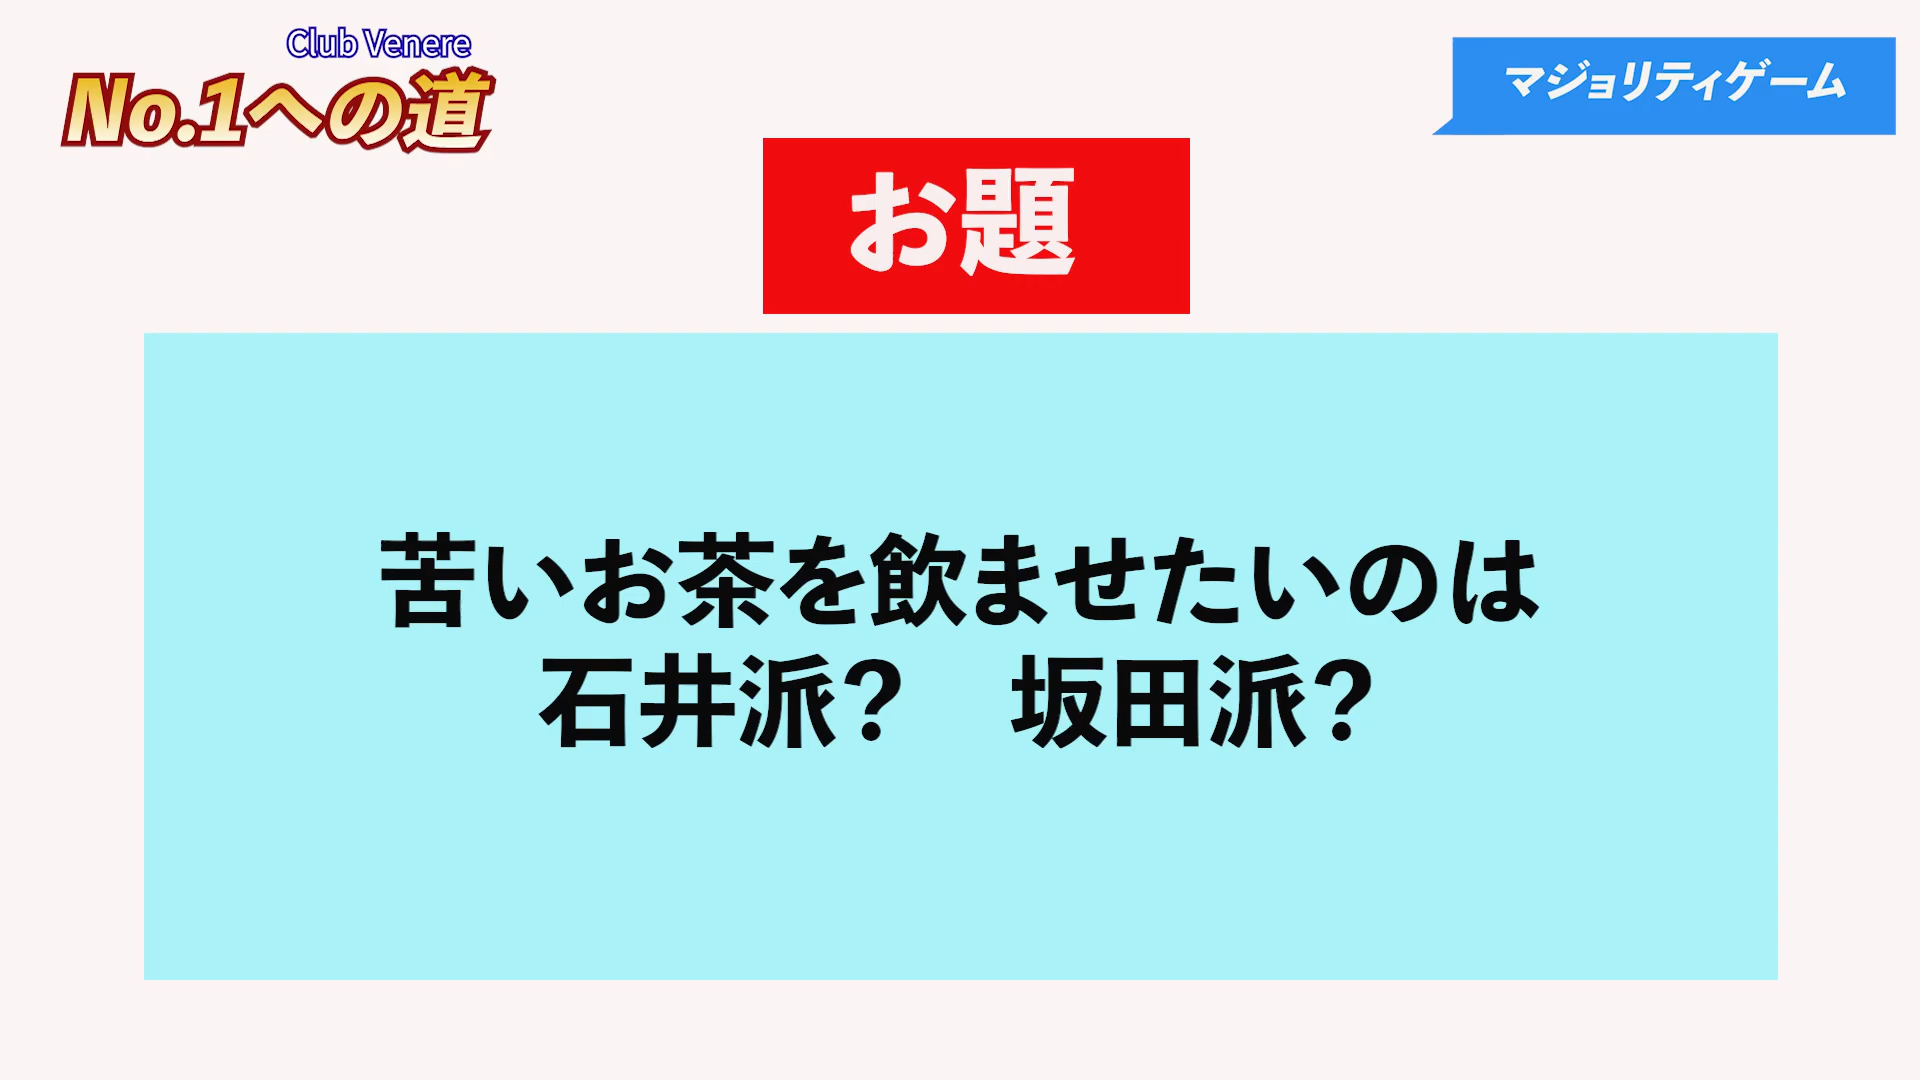 Club Venere
No.1への道
マジョリティゲーム
お題
苦いお茶を飲ませたいのは
石井派？　坂田派？